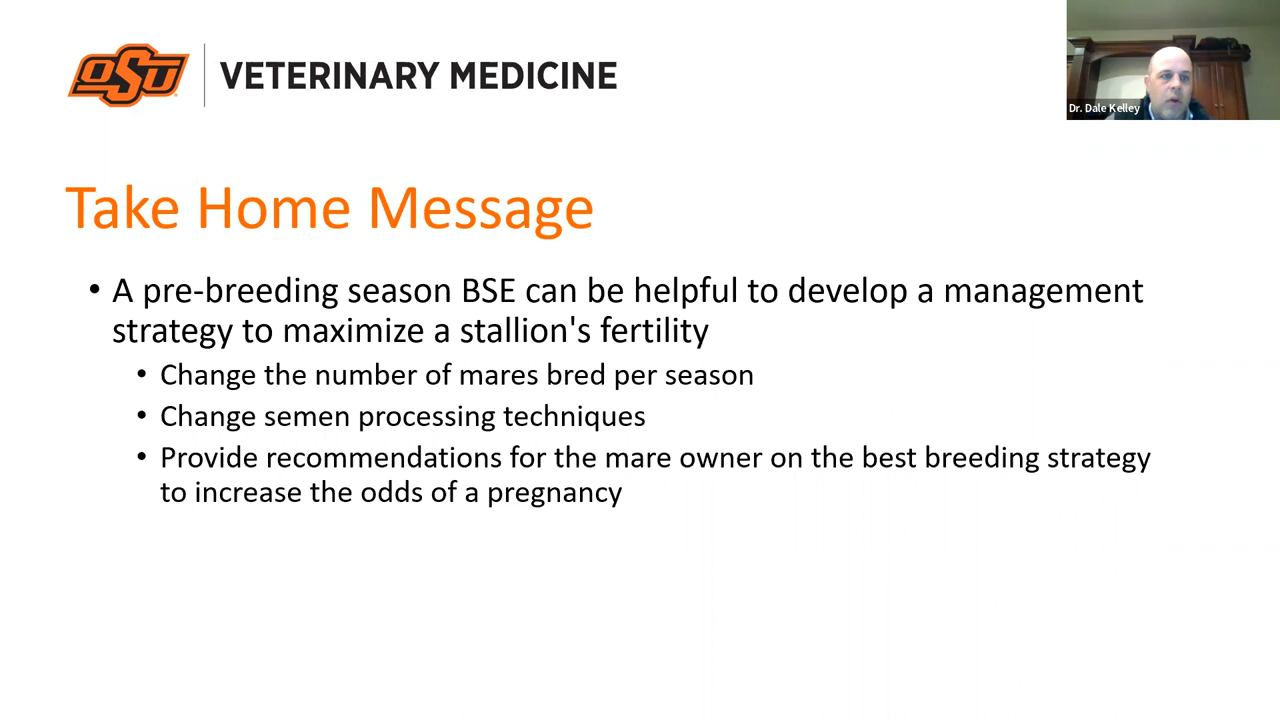 OSU
VETERINARY MEDICINE
Dr. Dale Kelley
Take Home Message
• A pre-breeding season BSE can be helpful to develop a management
strategy to maximize a stallion's fertility
• Change the number of mares bred per season
• Change semen processing techniques
• Provide recommendations for the mare owner on the best breeding strategy
to increase the odds of a pregnancy